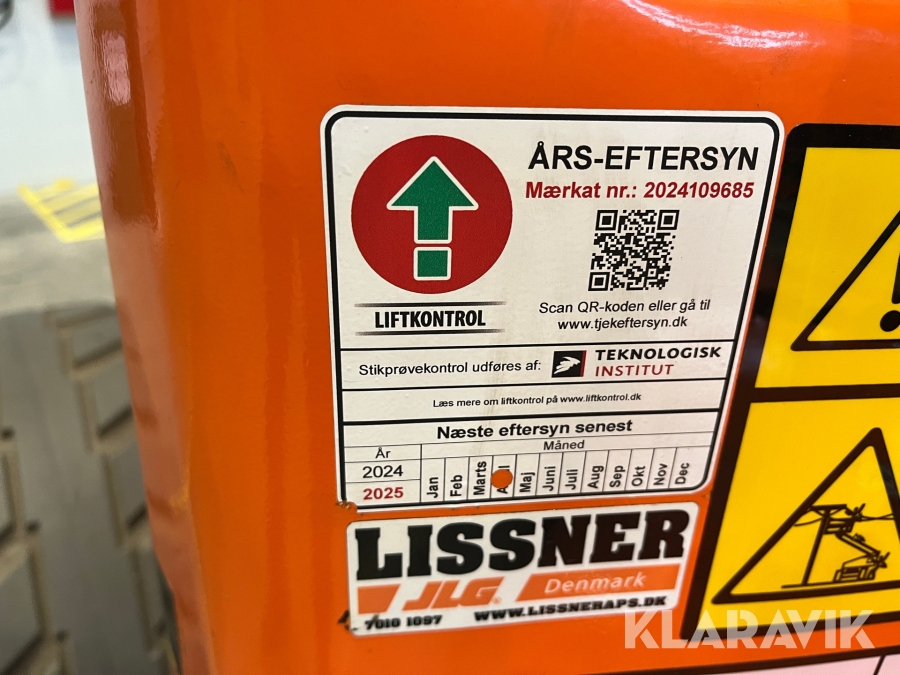 ÅRS-EFTERSYN
Mærkat nr.: 2024109685
Scan QR-koden eller gå til
www.tjekeftersyn.dk
LIFTKONTROL
Stikprøvekontrol udføres af: TEKNOLOGISK
INSTITUT
Læs mere om liftkontrol på www.liftkontrol.dk
Næste eftersyn senest
År
Måned
2024
2025
Jan Feb Marts Maj Juni Juli Aug Sep Okt Nov Dec
LISSNER
JLG® Denmark
7010 1097 WWW.LISSNERAPS.DK
KLARAVIK